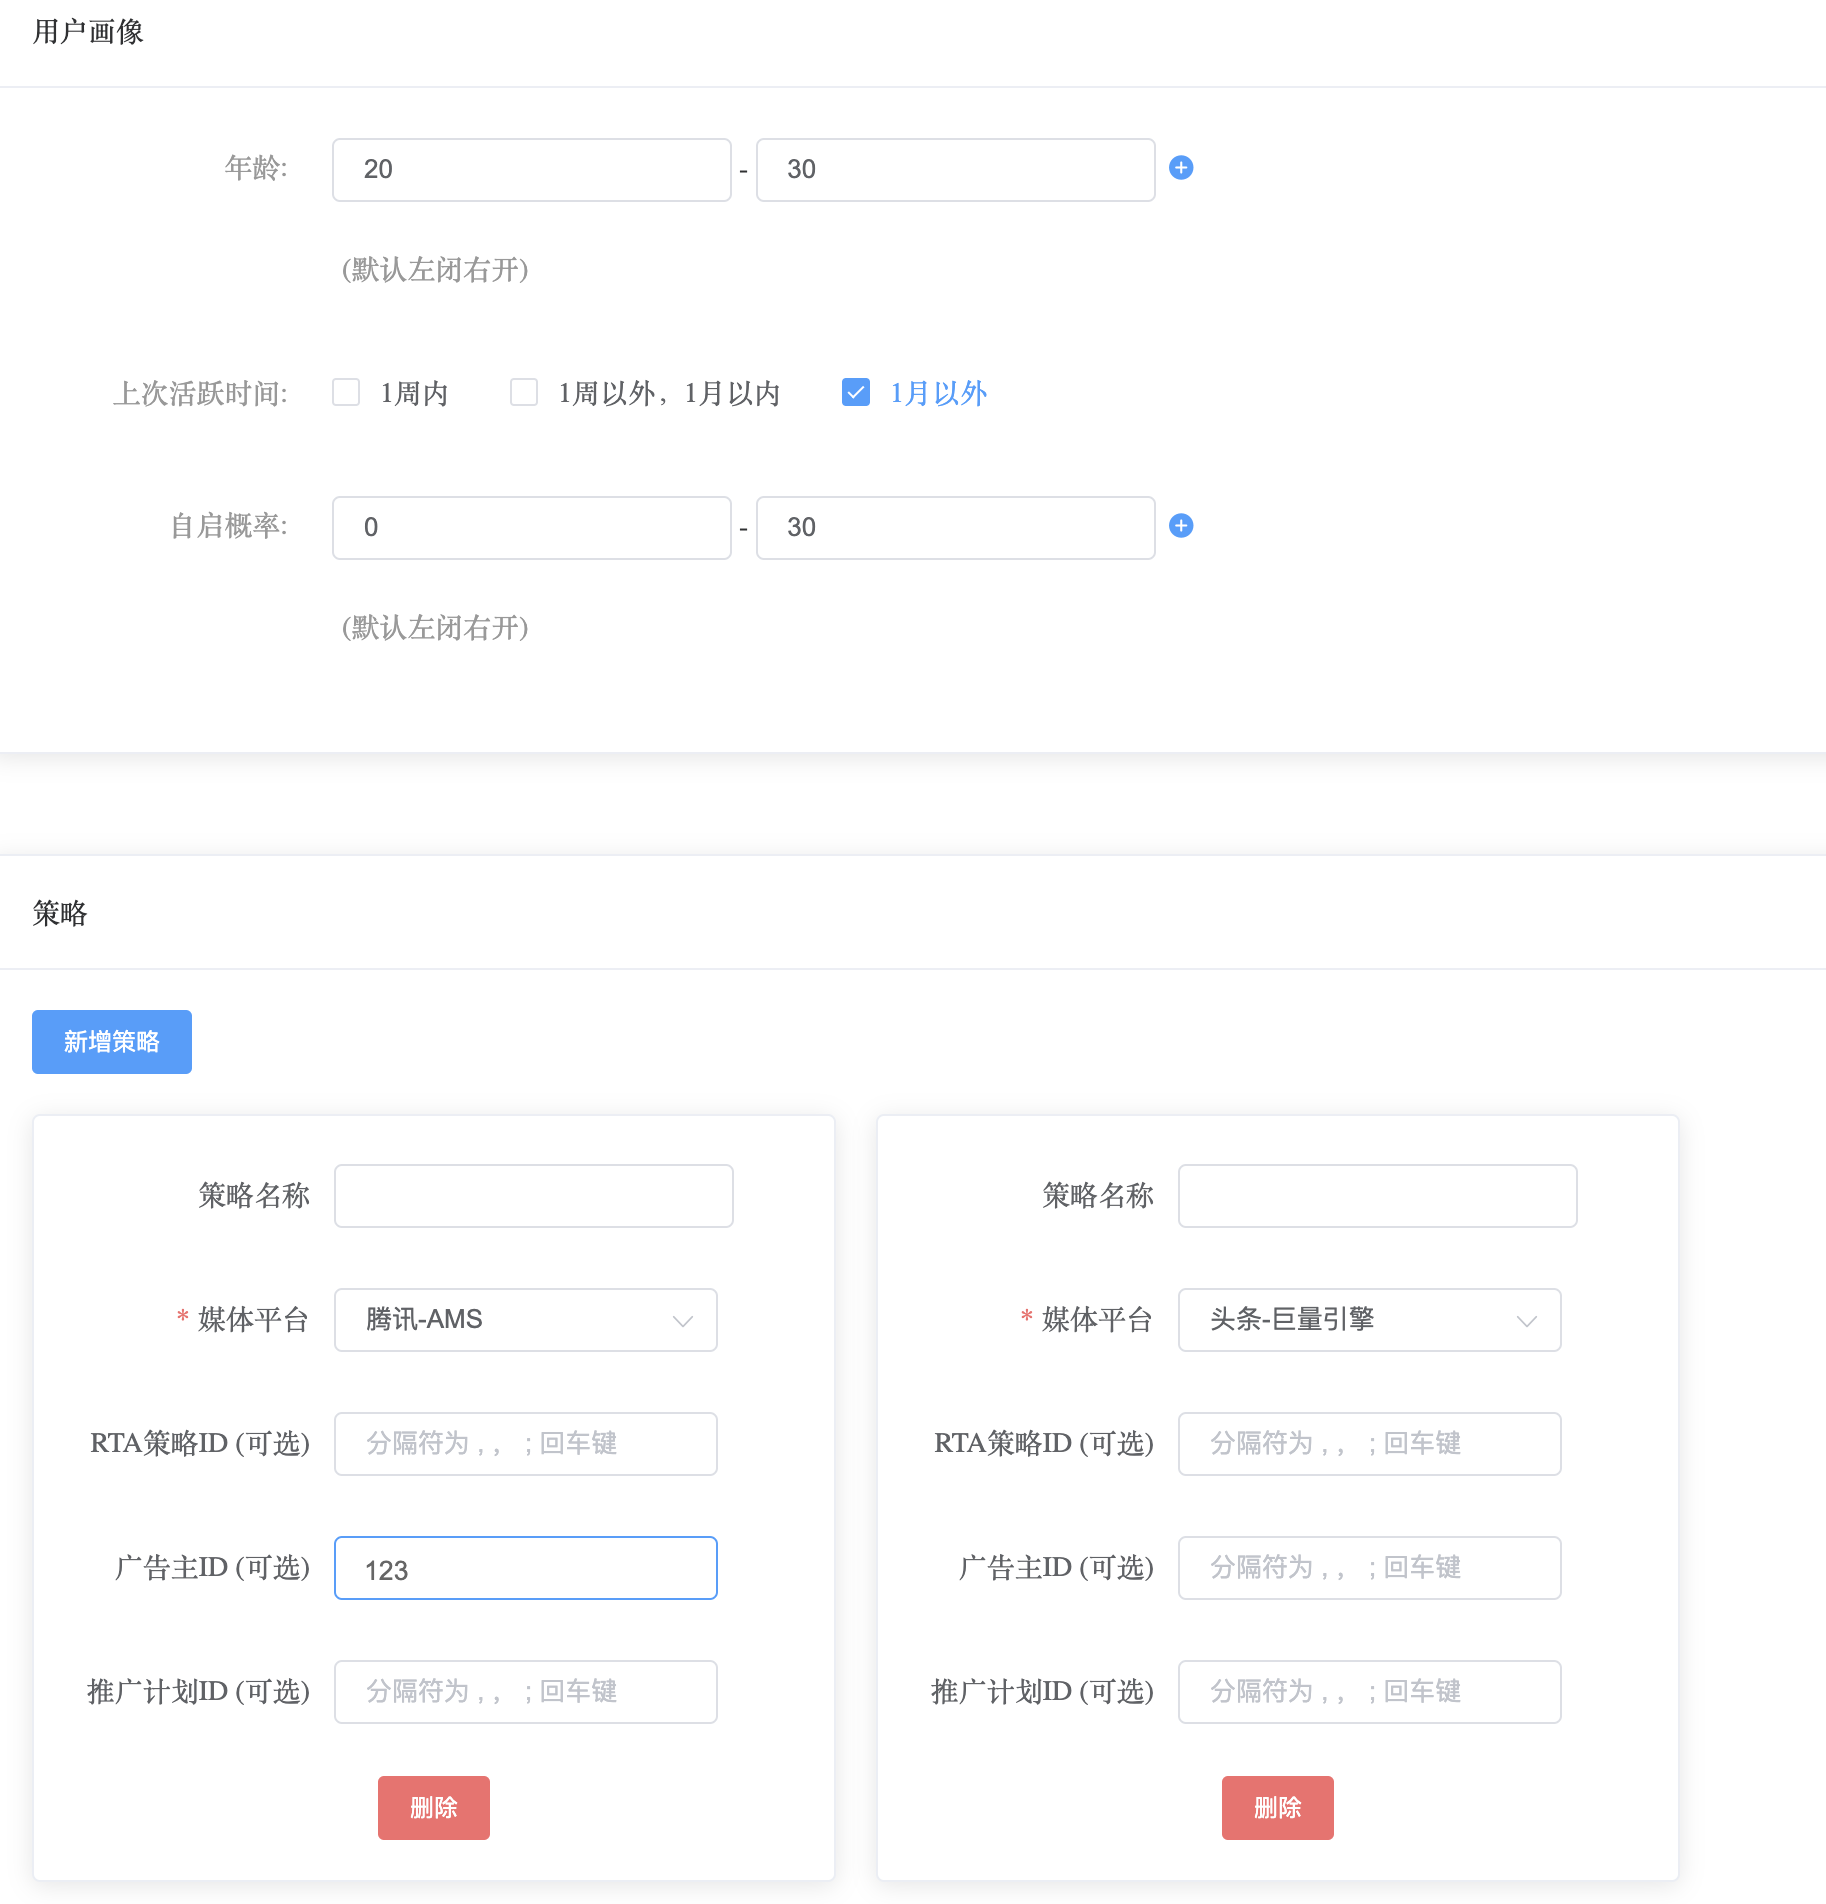 用户画像
年龄: 20 - 30
(默认左闭右开)
上次活跃时间: 1周内 1周以外，1月以内 1月以外
自启概率: 0 - 30
(默认左闭右开)
策略
新增策略
策略名称
* 媒体平台 腾讯-AMS
RTA策略ID (可选) 分隔符为 , ， ; 回车键
广告主ID (可选) 123
推广计划ID (可选) 分隔符为 , ， ; 回车键
删除
策略名称
* 媒体平台 头条-巨量引擎
RTA策略ID (可选) 分隔符为 , ， ; 回车键
广告主ID (可选) 分隔符为 , ， ; 回车键
推广计划ID (可选) 分隔符为 , ， ; 回车键
删除